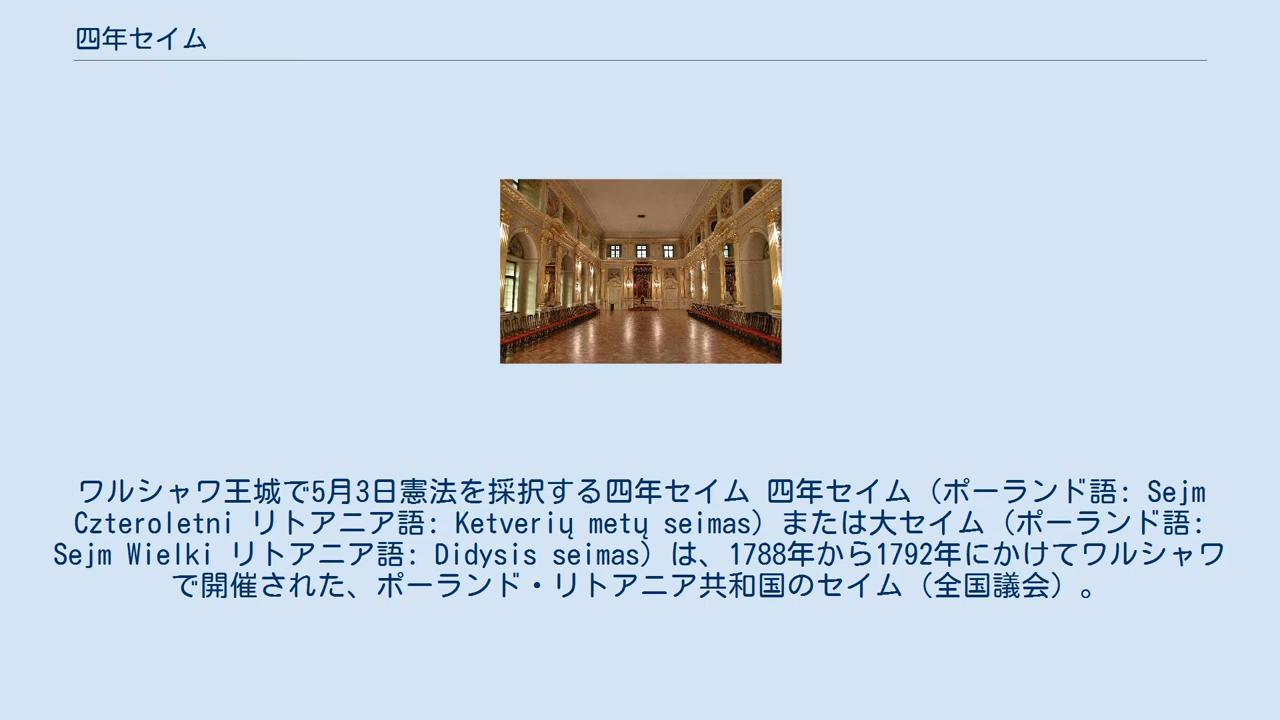 四年セイム
ワルシャワ王城で5月3日憲法を採択する四年セイム 四年セイム（ポーランド語: Sejm
Czteroletni リトアニア語: Ketverių metų seimas）または大セイム（ポーランド語:
Sejm Wielki リトアニア語: Didysis seimas）は、1788年から1792年にかけてワルシャワ
で開催された、ポーランド・リトアニア共和国のセイム（全国議会）。